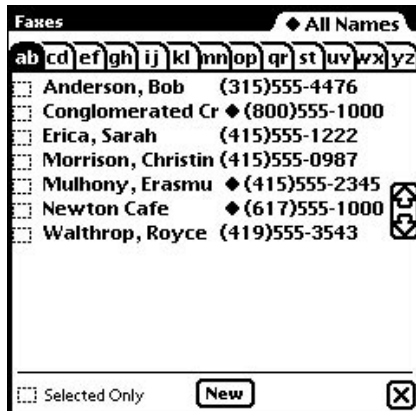 Faxes ◆ All Names
ab cd ef gh ij kl mn op qr st uv wx yz
Anderson, Bob (315)555-4476
Conglomerated Cr ◆ (800)555-1000
Erica, Sarah (415)555-1222
Morrison, Christin (415)555-0987
Mulhony, Erasmu ◆ (415)555-2345
Newton Cafe ◆ (617)555-1000
Walthrop, Royce (419)555-3543
Selected Only New